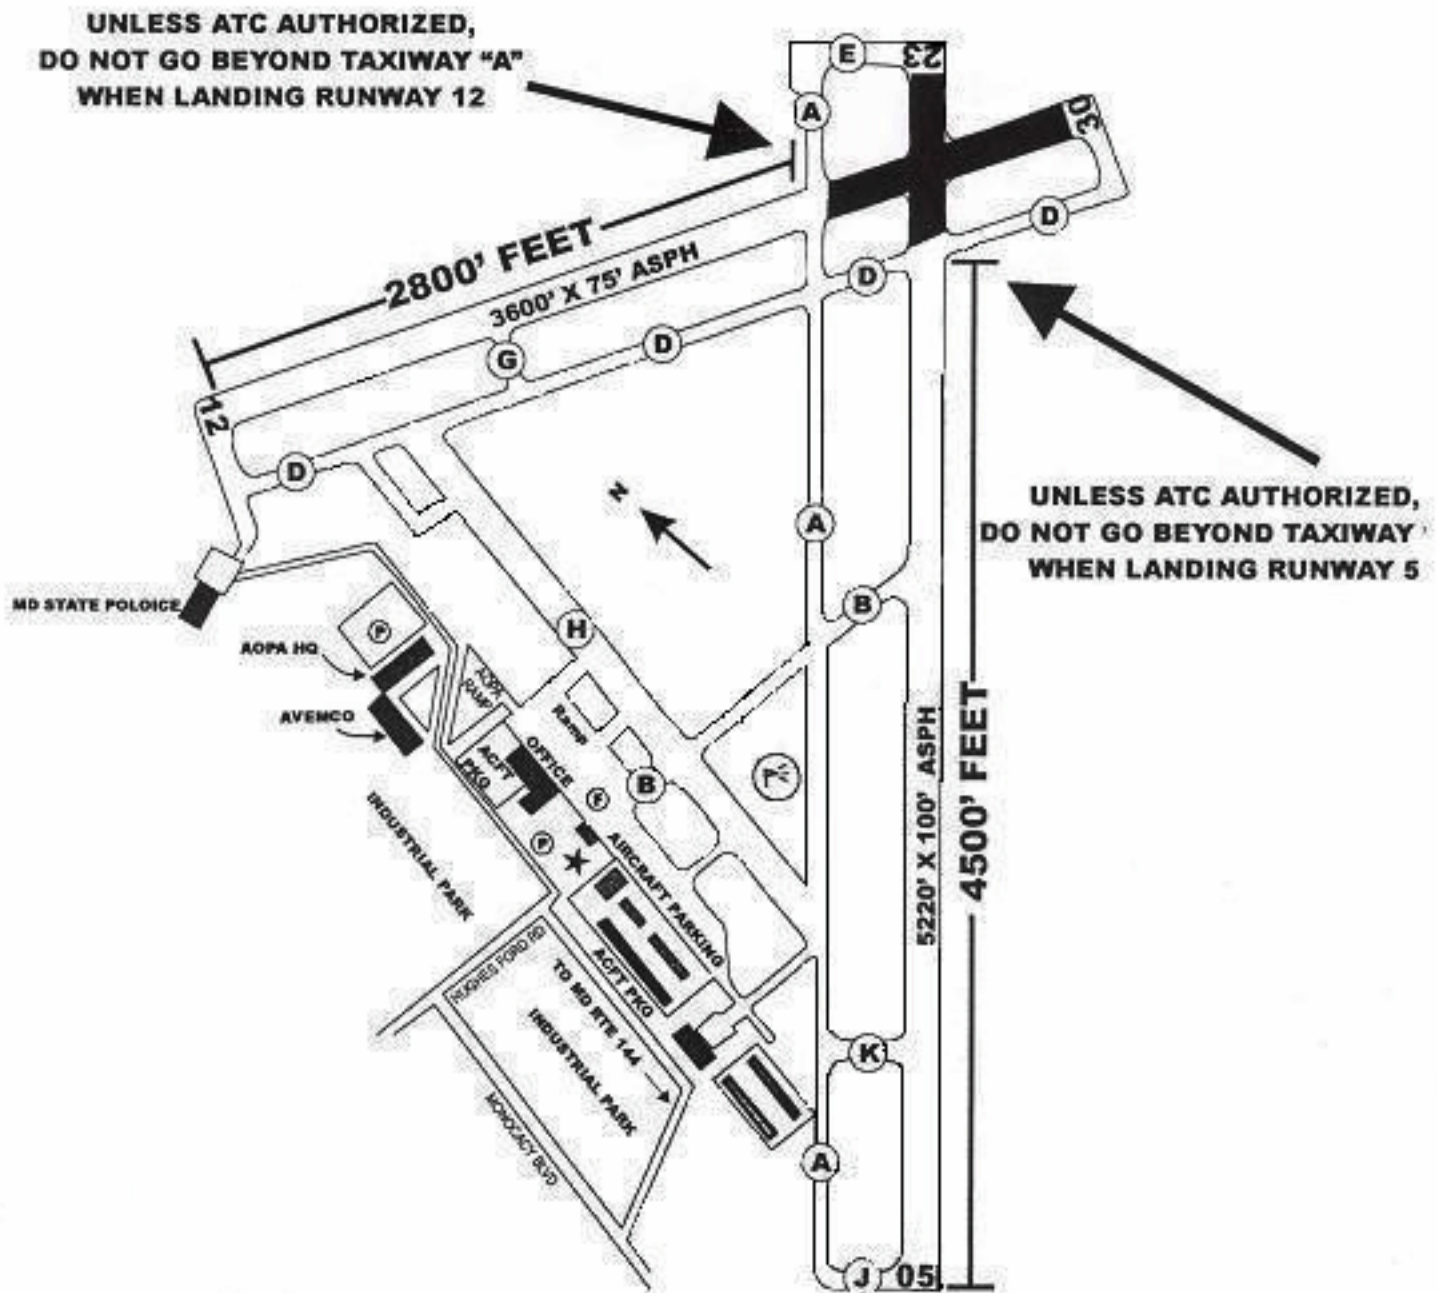 UNLESS ATC AUTHORIZED,
DO NOT GO BEYOND TAXIWAY “A”
WHEN LANDING RUNWAY 12
E
23
A
30
D
2800' FEET
3600' X 75' ASPH
D
G
D
12
D
N
A
UNLESS ATC AUTHORIZED,
DO NOT GO BEYOND TAXIWAY '
WHEN LANDING RUNWAY 5
MD STATE POLOICE
P
AOPA HQ
AVEMCO
H
B
AOPA
RAMP
Ramp
OFFICE
ACFT
PKG
B
F
P
INDUSTRIAL PARK
AIRCRAFT PARKING
ACFT PKG
5220' X 100' ASPH
4500' FEET
HUGHES FORD RD
TO MD RTE 144
INDUSTRIAL PARK
MONOCACY BLVD
K
A
J
05